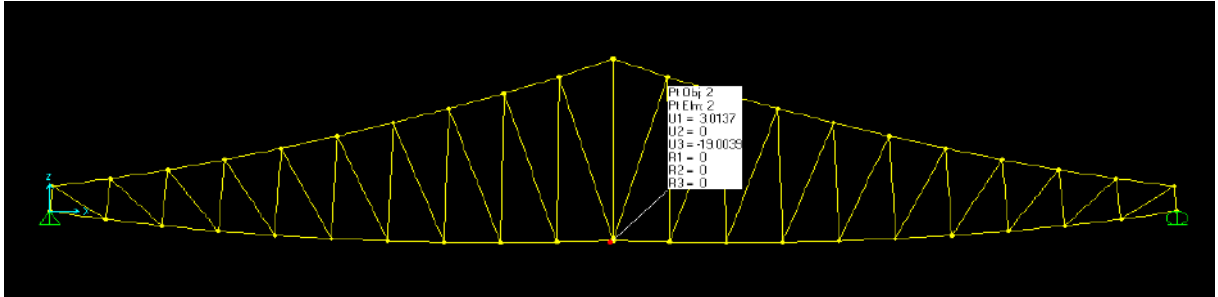 Pt Obj: 2
Pt Elm: 2
U1 = 3.0137
U2 = 0
U3 = -19.0039
R1 = 0
R2 = 0
R3 = 0
Z